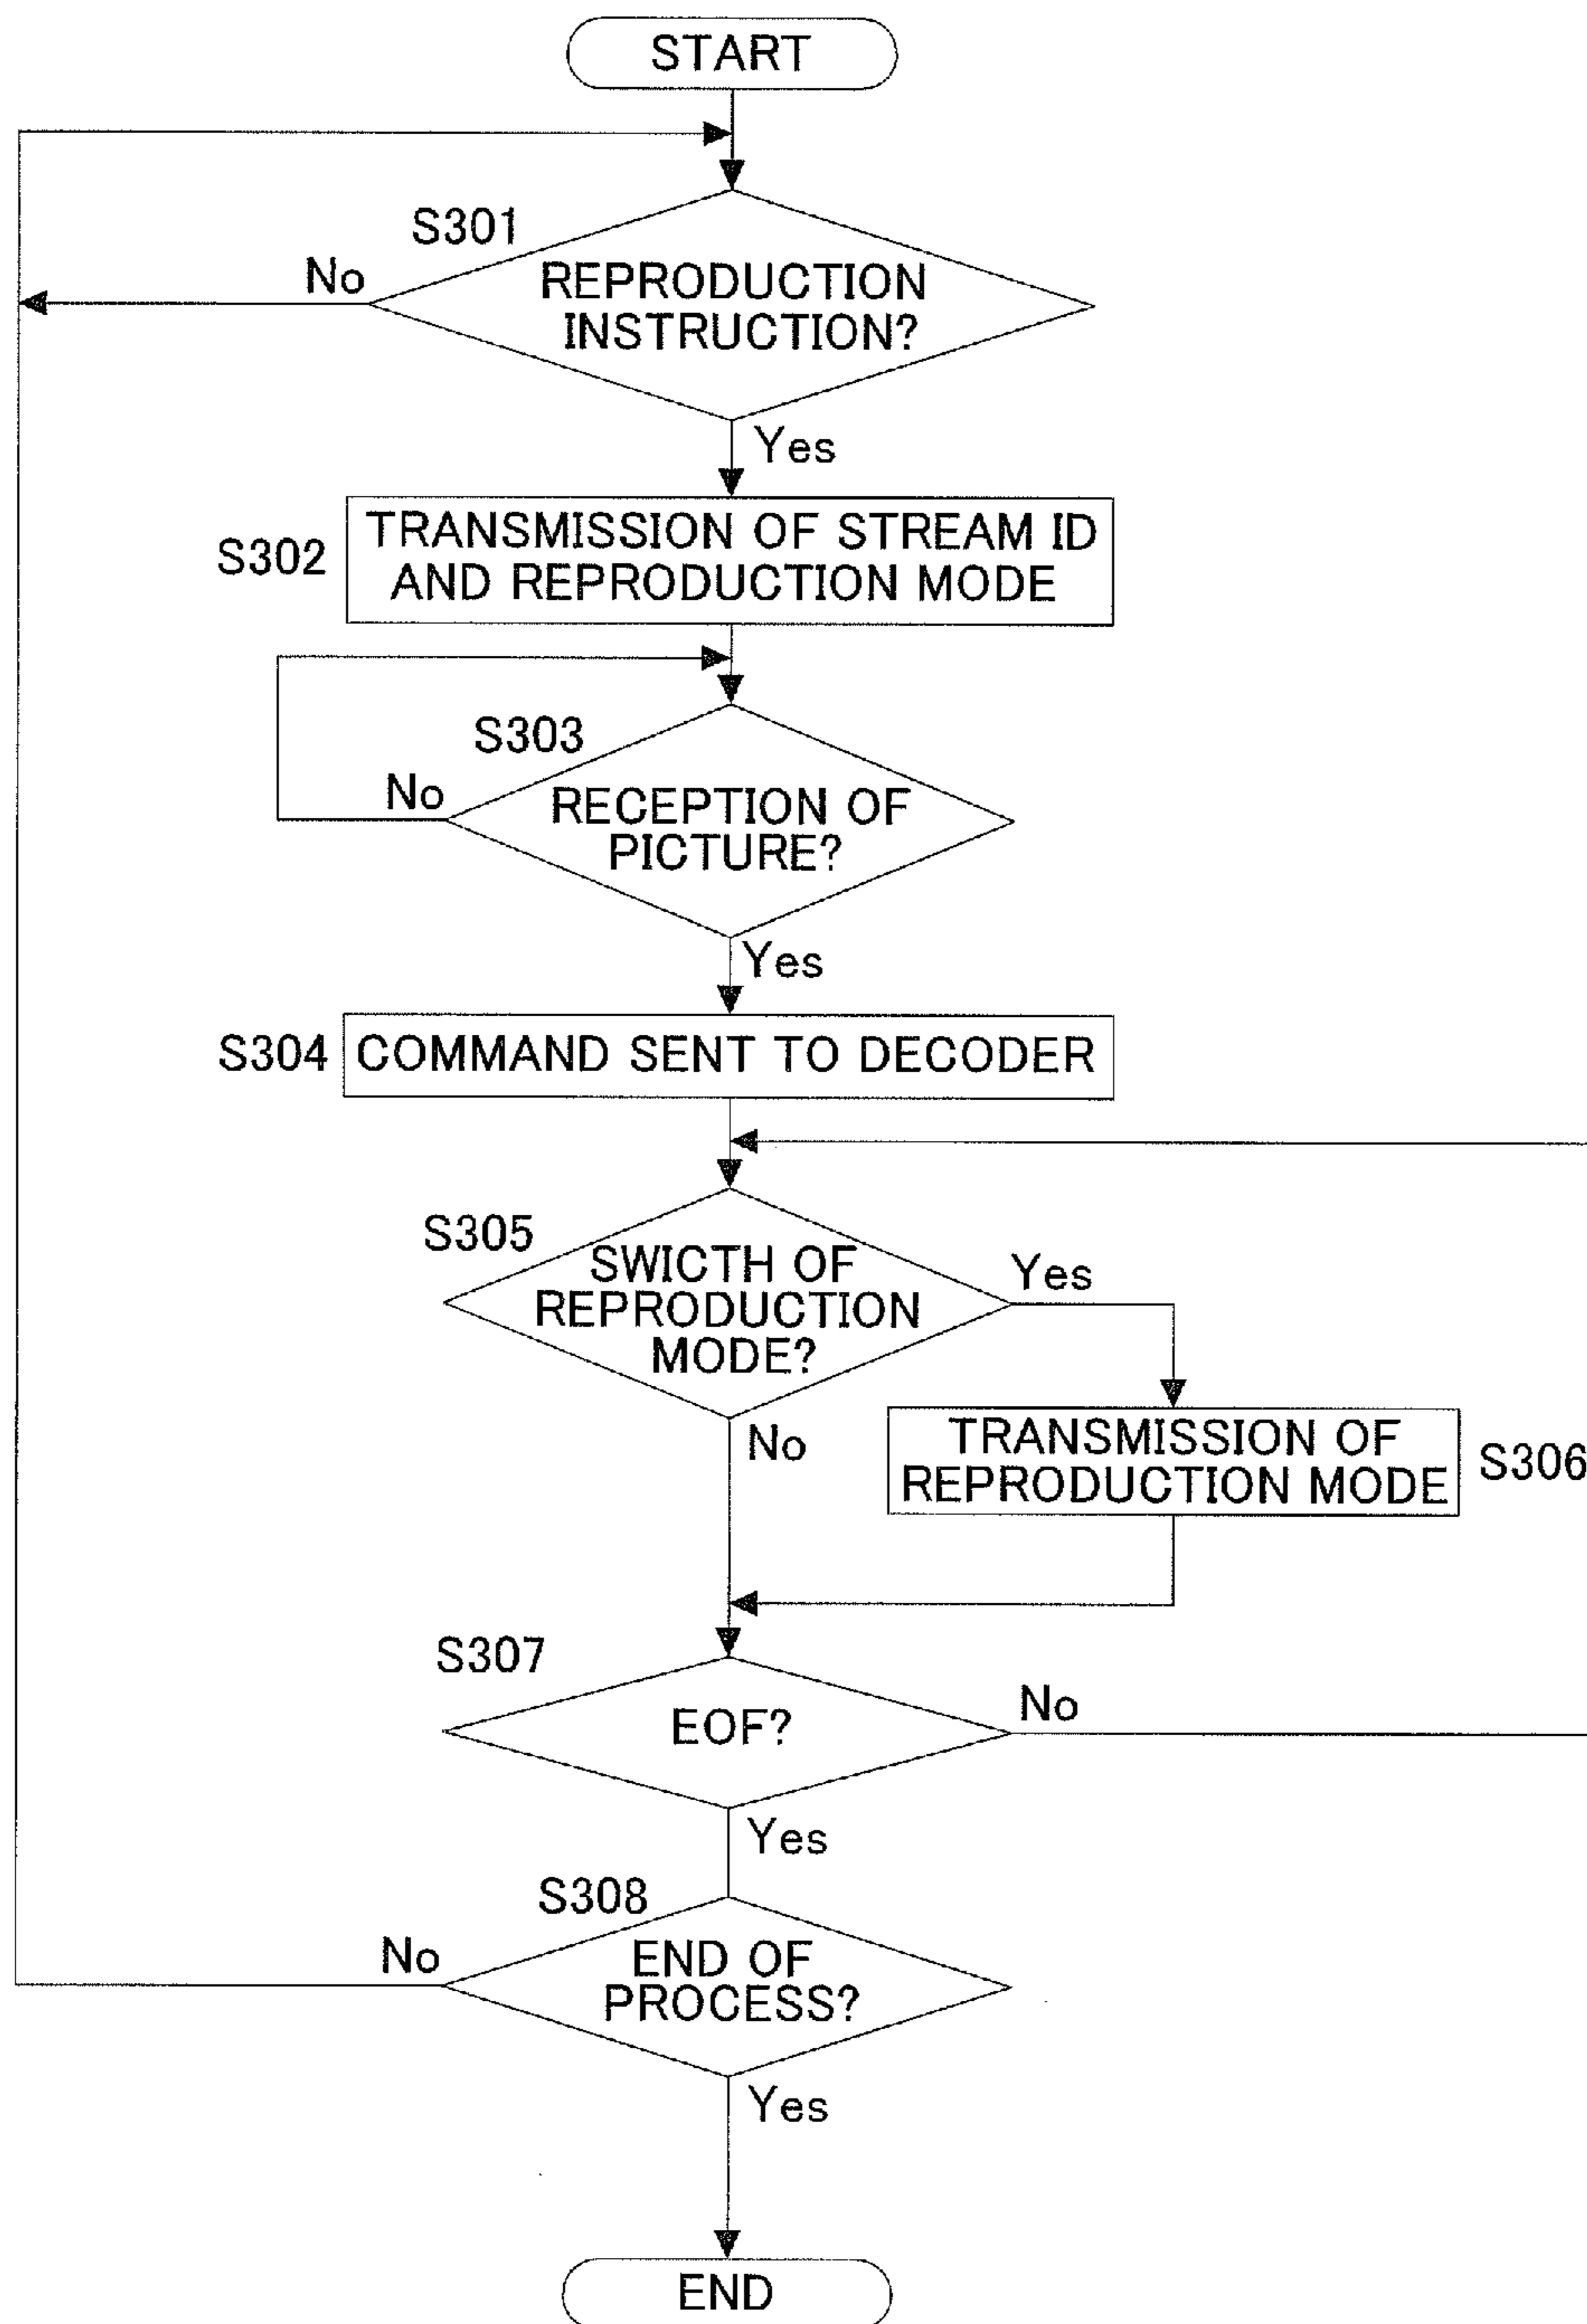 START
S301
No
REPRODUCTION
INSTRUCTION?
Yes
S302
TRANSMISSION OF STREAM ID
AND REPRODUCTION MODE
S303
No
RECEPTION OF
PICTURE?
Yes
S304
COMMAND SENT TO DECODER
S305
SWICTH OF
REPRODUCTION
MODE?
Yes
No
TRANSMISSION OF
REPRODUCTION MODE
S306
S307
EOF?
No
Yes
S308
No
END OF
PROCESS?
Yes
END